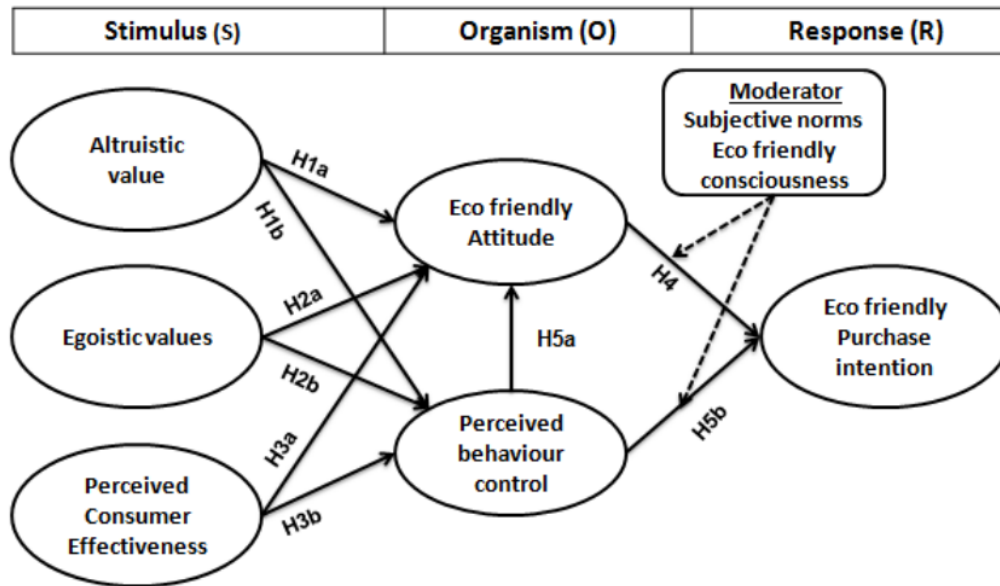 Stimulus (S)
Organism (O)
Response (R)
Moderator
Subjective norms
Eco friendly
consciousness
Altruistic
value
H1a
H1b
Eco friendly
Attitude
H4
Egoistic values
H2a
H2b
H5a
Eco friendly
Purchase
intention
H3a
Perceived
behaviour
control
H5b
Perceived
Consumer
Effectiveness
H3b